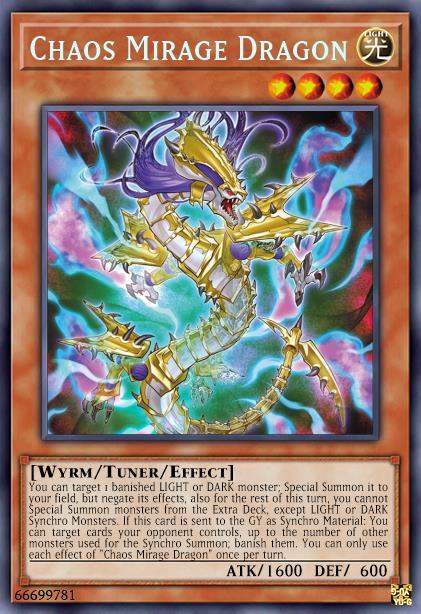 CHAOS MIRAGE DRAGON
LIGHT
光
[WYRM/TUNER/EFFECT]
You can target 1 banished LIGHT or DARK monster; Special Summon it to
your field, but negate its effects, also for the rest of this turn, you cannot
Special Summon monsters from the Extra Deck, except LIGHT or DARK
Synchro Monsters. If this card is sent to the GY as Synchro Material: You
can target cards your opponent controls, up to the number of other
monsters used for the Synchro Summon; banish them. You can only use
each effect of "Chaos Mirage Dragon" once per turn.
ATK/1600 DEF/ 600
66699781